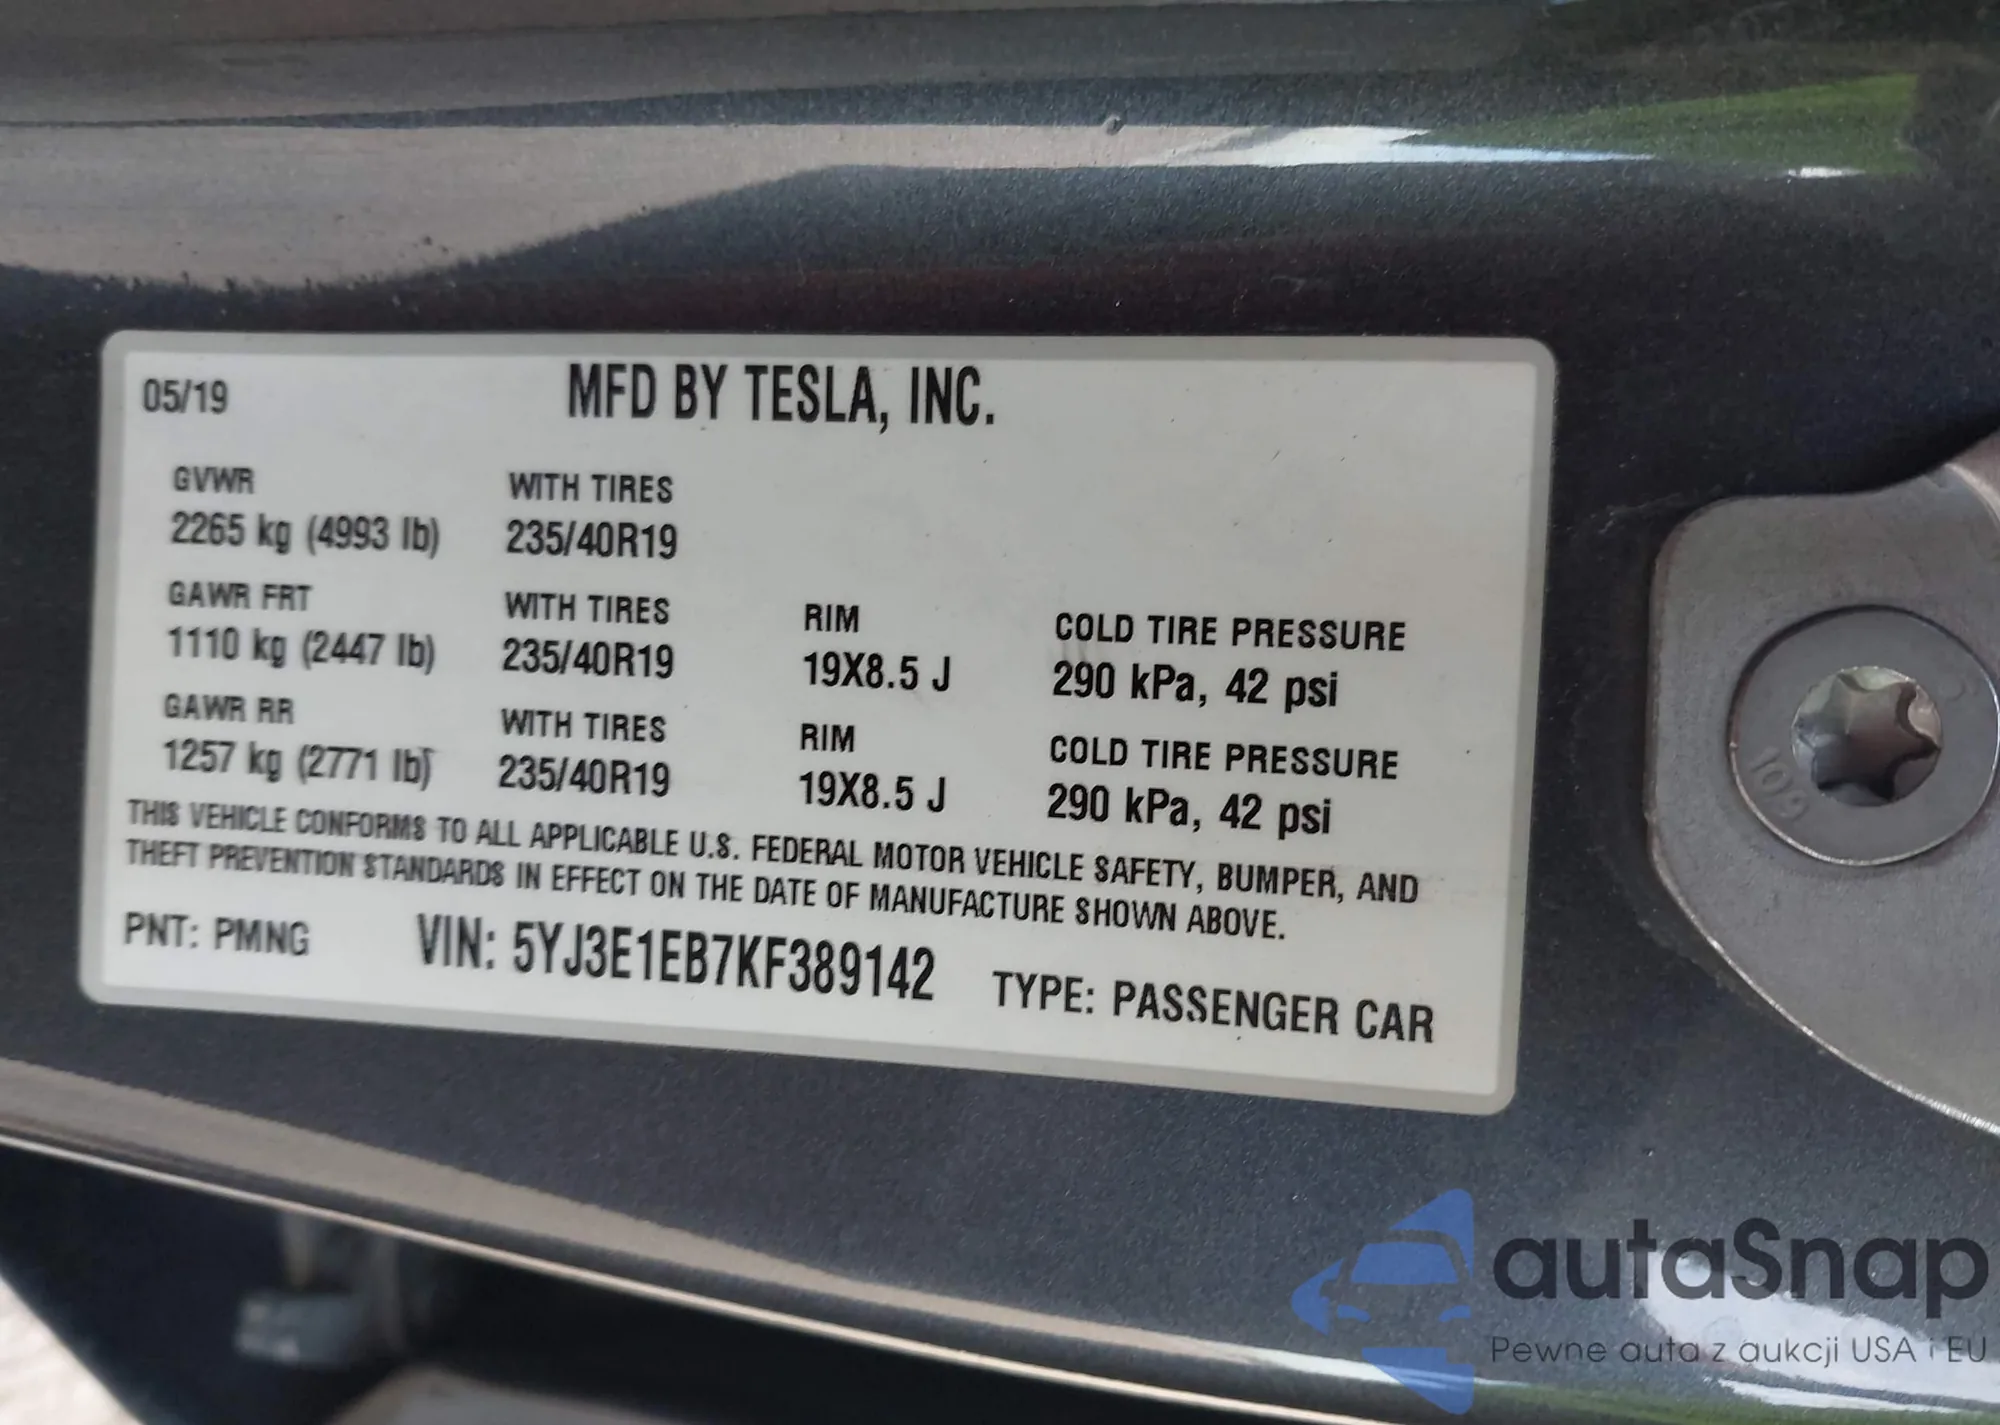 05/19
MFD BY TESLA, INC.
GVWR WITH TIRES
2265 kg (4993 lb) 235/40R19
GAWR FRT WITH TIRES RIM COLD TIRE PRESSURE
1110 kg (2447 lb) 235/40R19 19X8.5 J 290 kPa, 42 psi
GAWR RR WITH TIRES RIM COLD TIRE PRESSURE
1257 kg (2771 lb) 235/40R19 19X8.5 J 290 kPa, 42 psi
THIS VEHICLE CONFORMS TO ALL APPLICABLE U.S. FEDERAL MOTOR VEHICLE SAFETY, BUMPER, AND
THEFT PREVENTION STANDARDS IN EFFECT ON THE DATE OF MANUFACTURE SHOWN ABOVE.
PNT: PMNG VIN: 5YJ3E1EB7KF389142 TYPE: PASSENGER CAR
109
autaSnap
Pewne auta z aukcji USA i EU